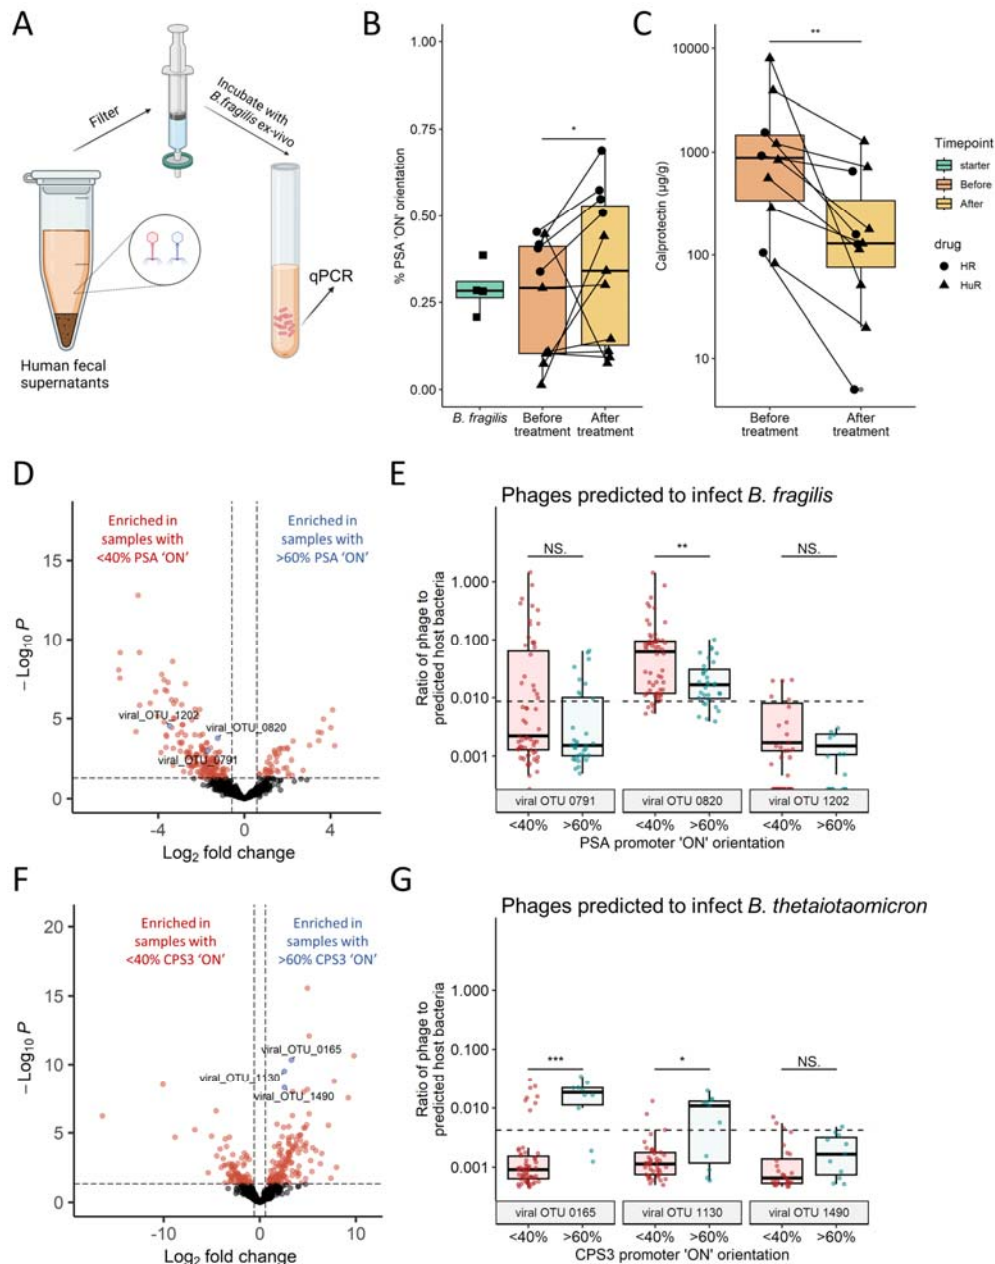 A
Filter
Incubate with
B.fragilis ex-vivo
qPCR
Human fecal
supernatants
B
% PSA 'ON' orientation
1.00
0.75
0.50
0.25
0.00
*
B. fragilis
Before
treatment
After
treatment
C
Calprotectin (µg/g)
10000
1000
100
10
**
Before
treatment
After
treatment
Timepoint
starter
Before
After
drug
HR
HuR
D
Enriched in
samples with
<40% PSA 'ON'
Enriched in
samples with
>60% PSA 'ON'
– Log10 P
15
10
5
0
viral_OTU_1202
viral_OTU_0820
viral_OTU_0791
-4
0
4
Log2 fold change
E
Phages predicted to infect B. fragilis
Ratio of phage to
predicted host bacteria
1.000
0.100
0.010
0.001
NS.
**
NS.
viral OTU 0791
viral OTU 0820
viral OTU 1202
<40% >60% <40% >60% <40% >60%
PSA promoter 'ON' orientation
F
Enriched in
samples with
<40% CPS3 'ON'
Enriched in
samples with
>60% CPS3 'ON'
– Log10 P
20
15
10
5
0
viral_OTU_0165
viral_OTU_1130
viral_OTU_1490
-10
0
10
Log2 fold change
G
Phages predicted to infect B. thetaiotaomicron
Ratio of phage to
predicted host bacteria
1.000
0.100
0.010
0.001
***
*
NS.
viral OTU 0165
viral OTU 1130
viral OTU 1490
<40% >60% <40% >60% <40% >60%
CPS3 promoter 'ON' orientation